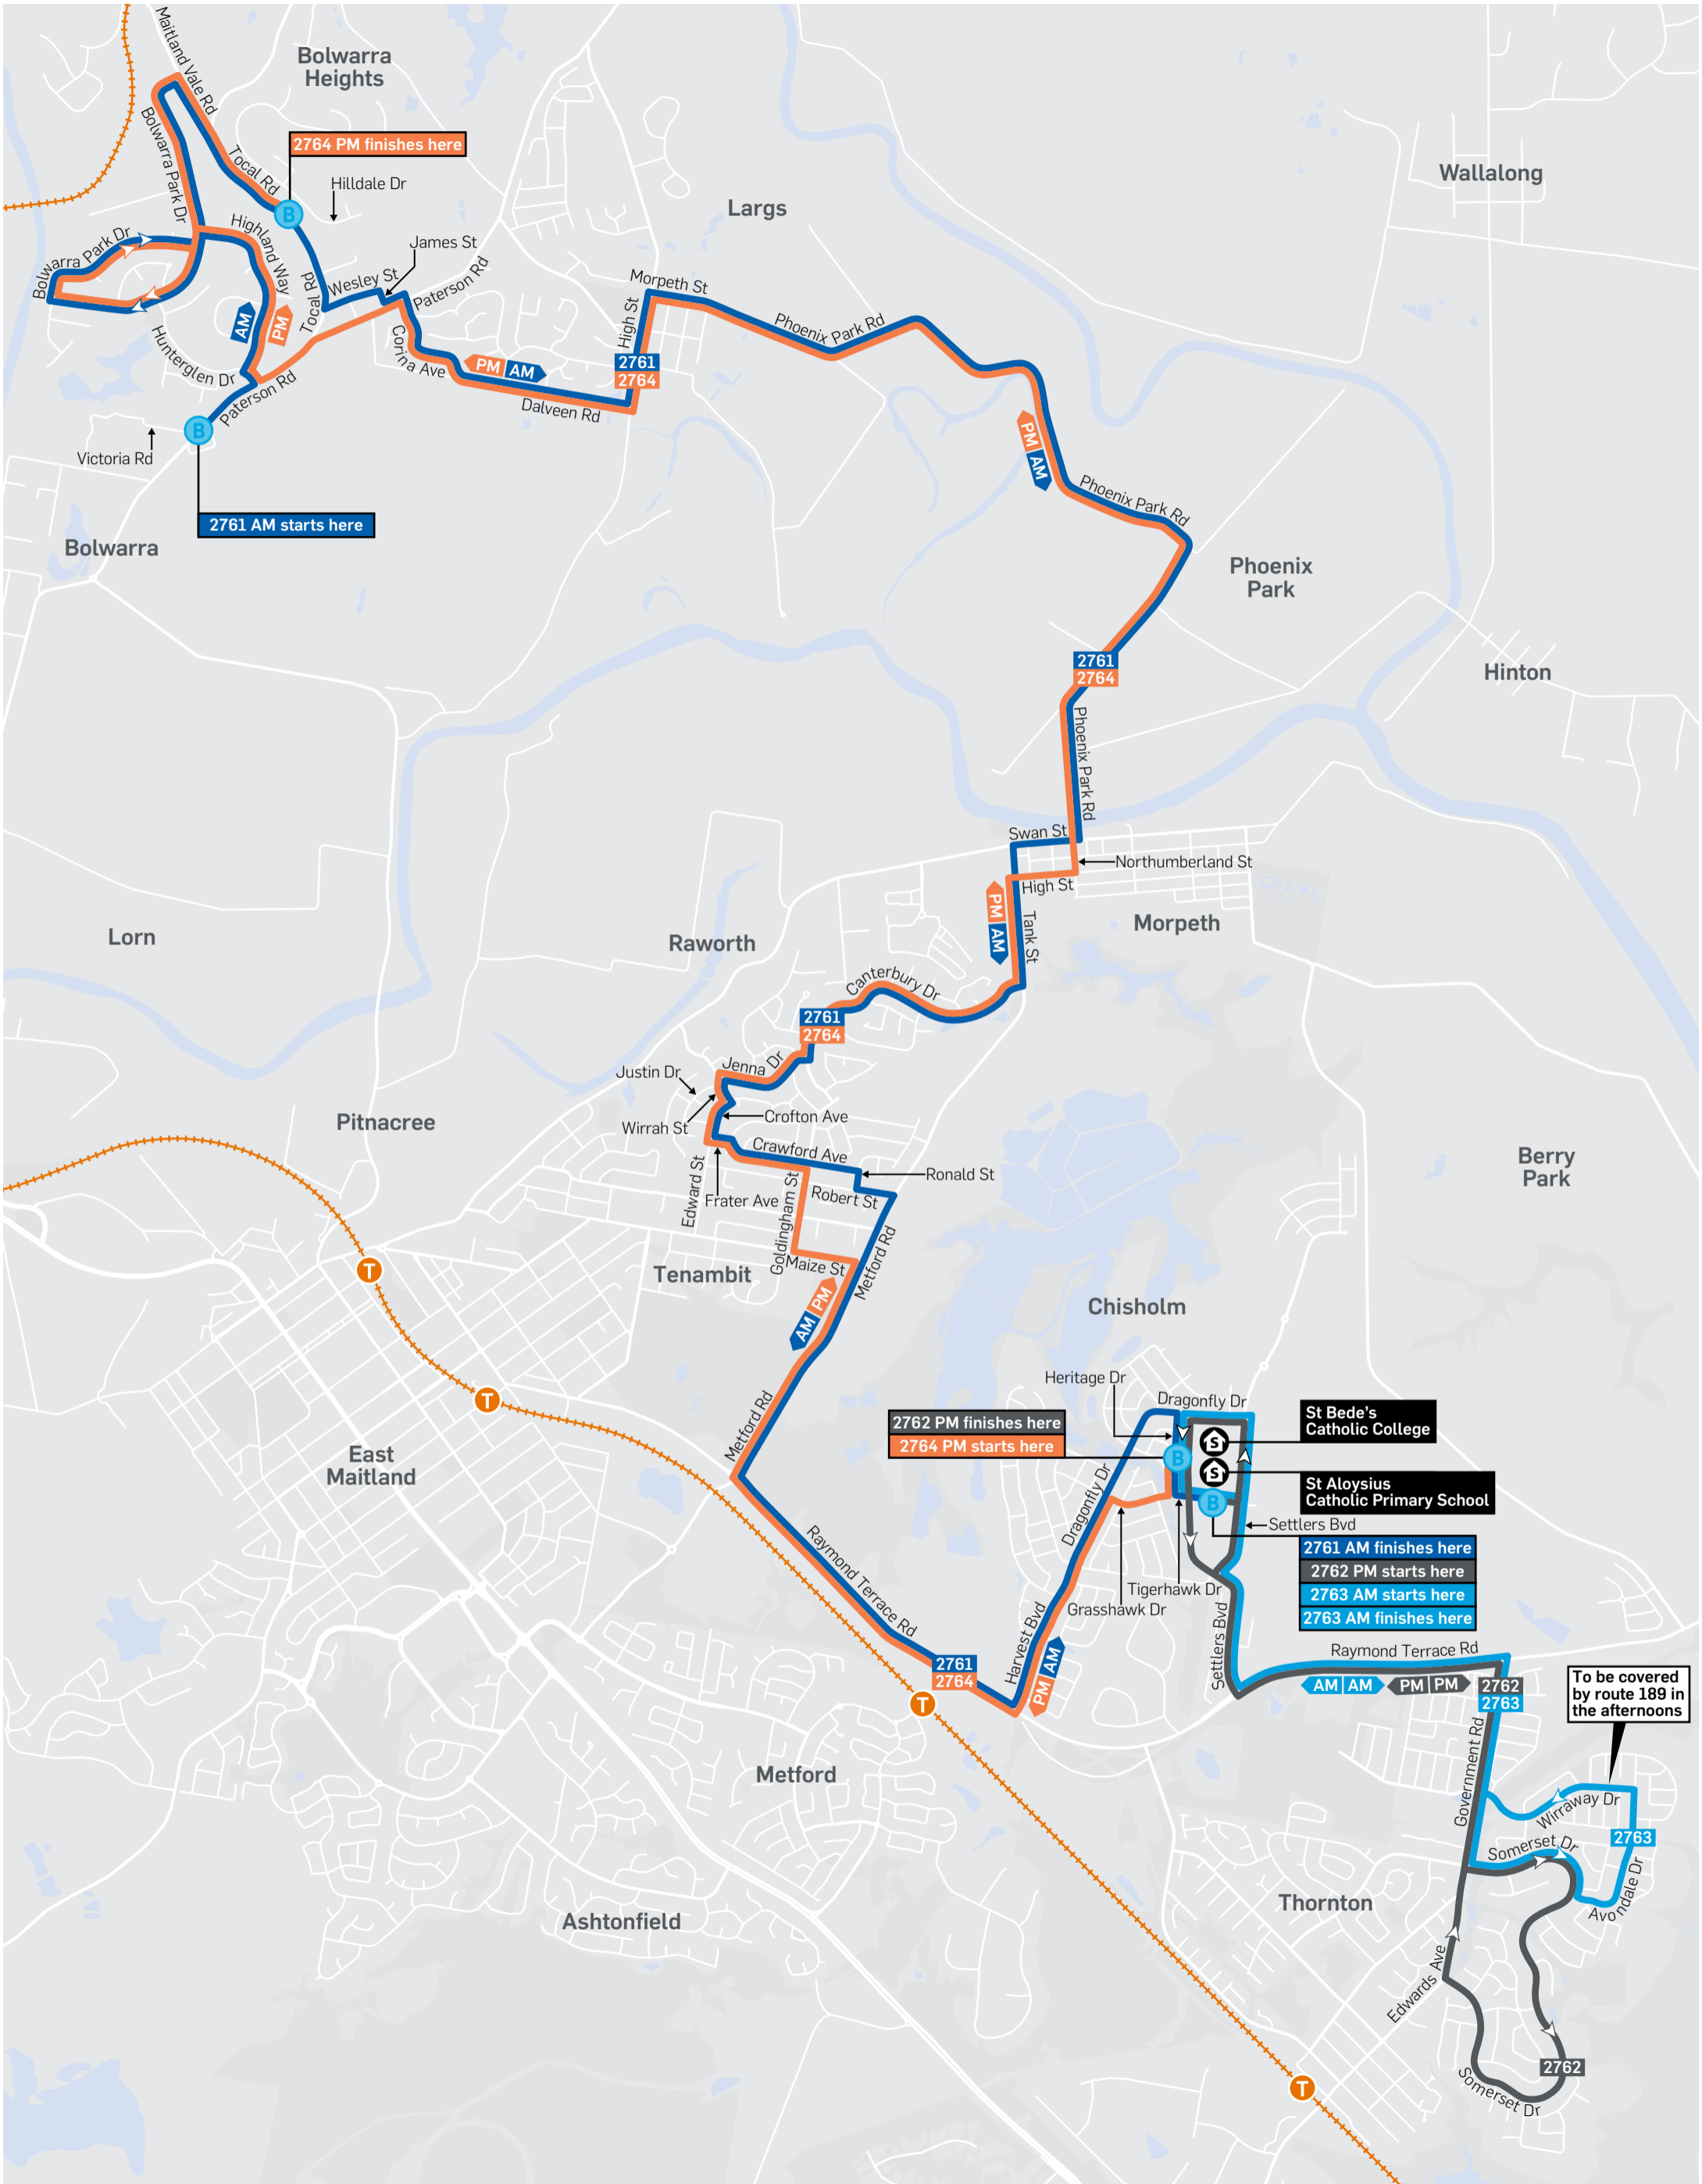 Maitland Vale Rd
Bolwarra
Heights
Bolwarra Park Dr
Tocal Rd
2764 PM finishes here
Hilldale Dr
B
Wallalong
Largs
Bolwarra Park Dr
Highland Way
James St
Paterson Rd
Wesley St
Tocal Rd
Morpeth St
High St
Phoenix Park Rd
AM
PM
Hunterglen Dr
Corina Ave
PM AM
2761
2764
Dalveen Rd
Paterson Rd
B
Victoria Rd
PM AM
Phoenix Park Rd
2761 AM starts here
Bolwarra
Phoenix
Park
2761
2764
Hinton
Phoenix Park Rd
Swan St
Northumberland St
High St
PM AM
Tank St
Morpeth
Lorn
Raworth
Canterbury Dr
2761
2764
Jenna Dr
Justin Dr
Wirrah St
Crofton Ave
Pitnacree
Crawford Ave
Ronald St
Edward St
Frater Ave
Goldingham St
Robert St
Berry
Park
Metford Rd
Maize St
Tenambit
T
AM PM
Chisholm
T
Metford Rd
East
Maitland
Heritage Dr
Dragonfly Dr
2762 PM finishes here
2764 PM starts here
B
S
S
St Bede's
Catholic College
St Aloysius
Catholic Primary School
B
Dragonfly Dr
Settlers Bvd
2761 AM finishes here
2762 PM starts here
2763 AM starts here
2763 AM finishes here
Tigerhawk Dr
Grasshawk Dr
Raymond Terrace Rd
Harvest Bvd
Settlers Bvd
2761
2764
PM AM
T
Raymond Terrace Rd
AM AM PM PM
2762
2763
To be covered
by route 189 in
the afternoons
Government Rd
Metford
Wirraway Dr
Somerset Dr
2763
Avondale Dr
Thornton
Ashtonfield
Edwards Ave
2762
T
Somerset Dr